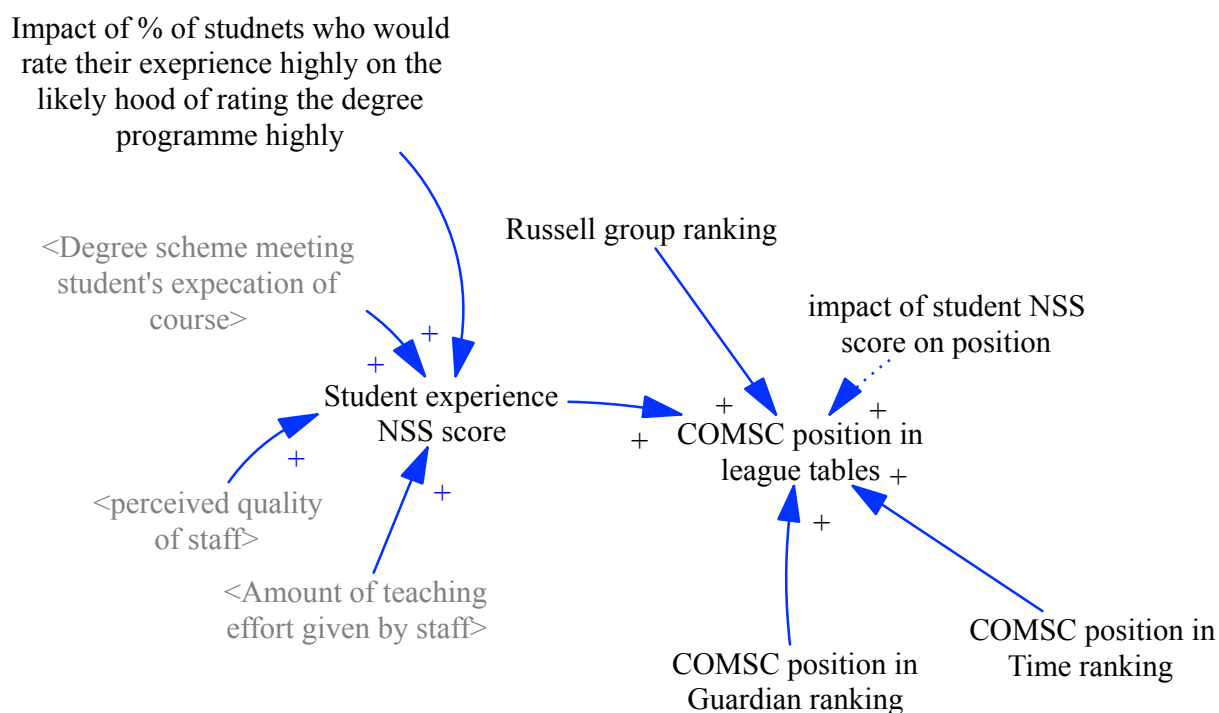 Impact of % of studnets who would
rate their exeprience highly on the
likely hood of rating the degree
programme highly
<Degree scheme meeting
student's expecation of
course>
Russell group ranking
impact of student NSS
score on position
+
+
Student experience
NSS score
+
+
+
COMSC position in
league tables
+
+
+
+
<perceived quality
of staff>
<Amount of teaching
effort given by staff>
COMSC position in
Guardian ranking
COMSC position in
Time ranking